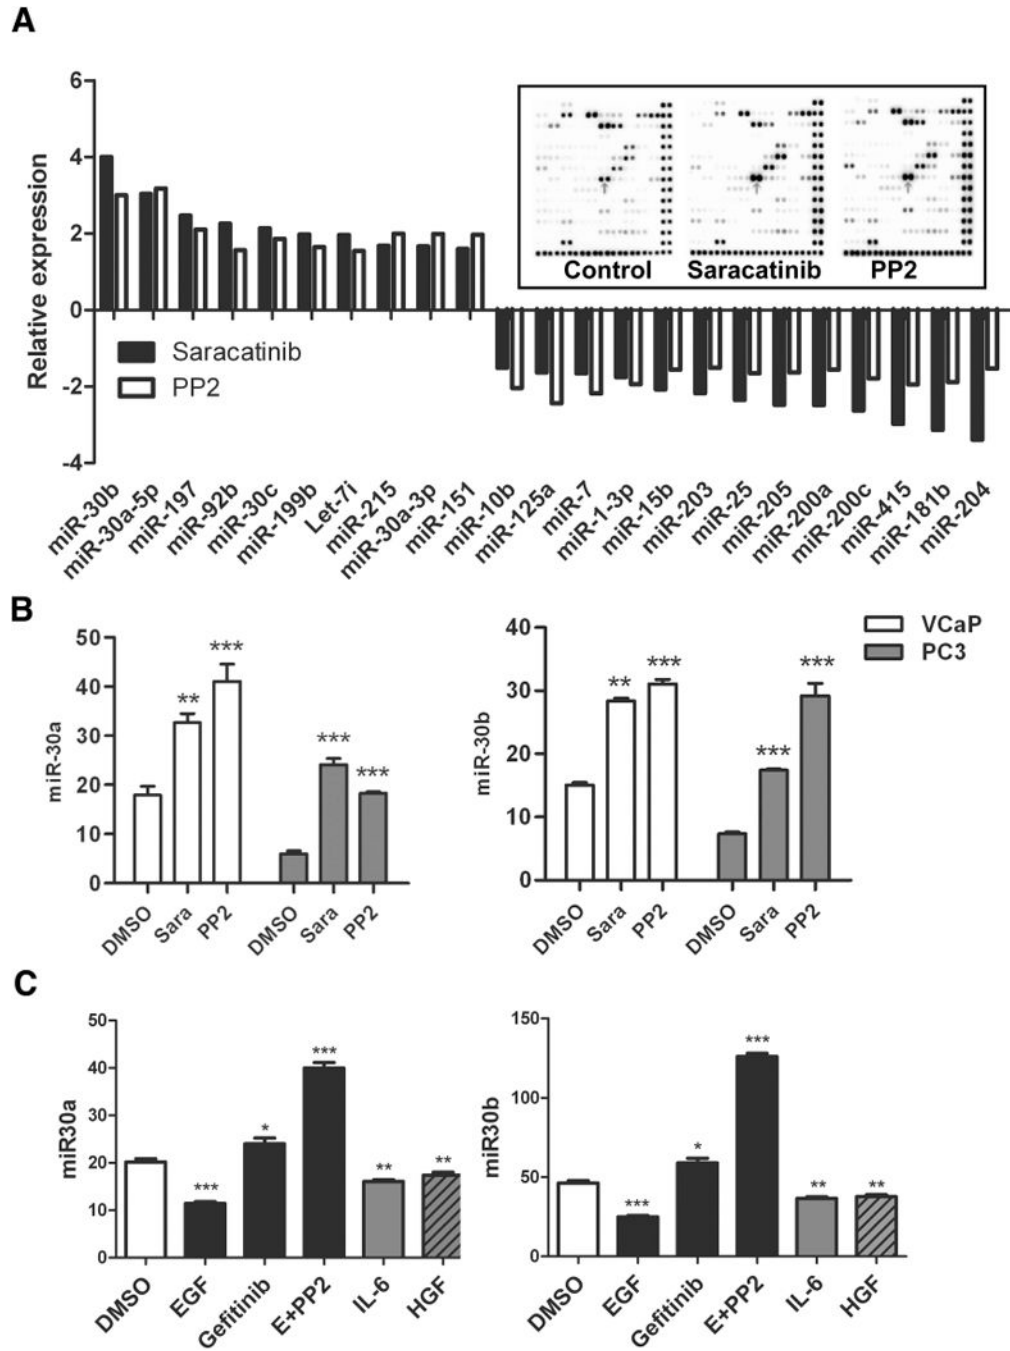 A
6
4
2
0
-2
-4
Relative expression
Saracatinib
PP2
Control Saracatinib PP2
miR-30b miR-30a-5p miR-197 miR-92b miR-30c miR-199b Let-7i miR-215 miR-30a-3p miR-151 miR-10b miR-125a miR-7 miR-1-3p miR-15b miR-203 miR-25 miR-205 miR-200a miR-200c miR-415 miR-181b miR-204
B
50
40
30
20
10
0
miR-30a
** *** *** ***
DMSO Sara PP2 DMSO Sara PP2
40
30
20
10
0
miR-30b
** *** *** ***
DMSO Sara PP2 DMSO Sara PP2
VCaP
PC3
C
50
40
30
20
10
0
miR30a
*** * *** ** **
DMSO EGF Gefitinib E+PP2 IL-6 HGF
150
100
50
0
miR30b
*** * *** ** **
DMSO EGF Gefitinib E+PP2 IL-6 HGF